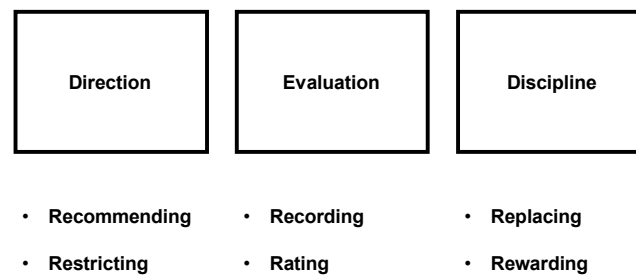 Direction
Evaluation
Discipline
• Recommending
• Restricting
• Recording
• Rating
• Replacing
• Rewarding